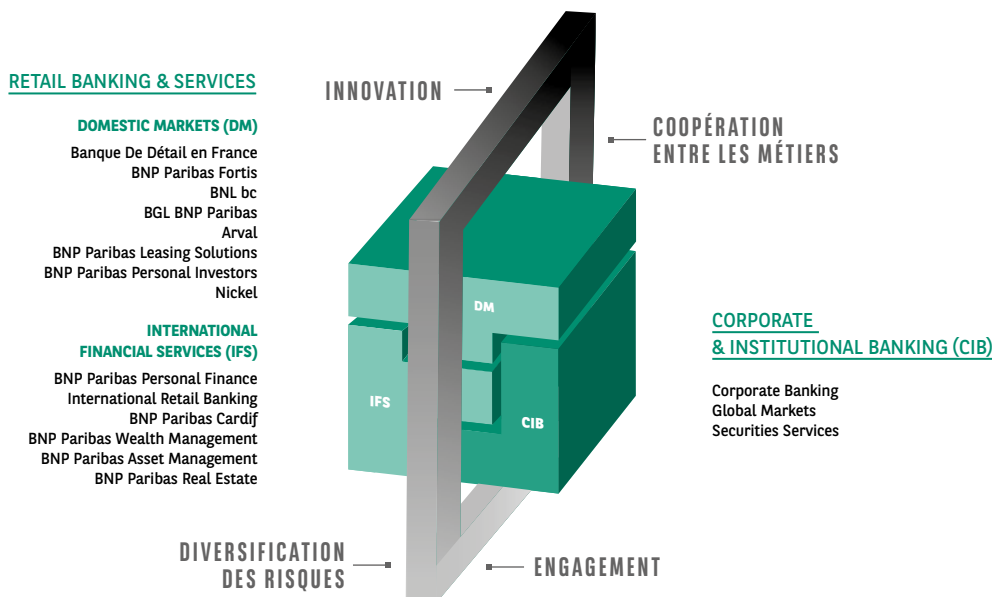 RETAIL BANKING & SERVICES
DOMESTIC MARKETS (DM)
Banque De Détail en France
BNP Paribas Fortis
BNL bc
BGL BNP Paribas
Arval
BNP Paribas Leasing Solutions
BNP Paribas Personal Investors
Nickel
INTERNATIONAL
FINANCIAL SERVICES (IFS)
BNP Paribas Personal Finance
International Retail Banking
BNP Paribas Cardif
BNP Paribas Wealth Management
BNP Paribas Asset Management
BNP Paribas Real Estate
INNOVATION
COOPÉRATION
ENTRE LES MÉTIERS
DM
IFS
CIB
CORPORATE
& INSTITUTIONAL BANKING (CIB)
Corporate Banking
Global Markets
Securities Services
DIVERSIFICATION
DES RISQUES
ENGAGEMENT